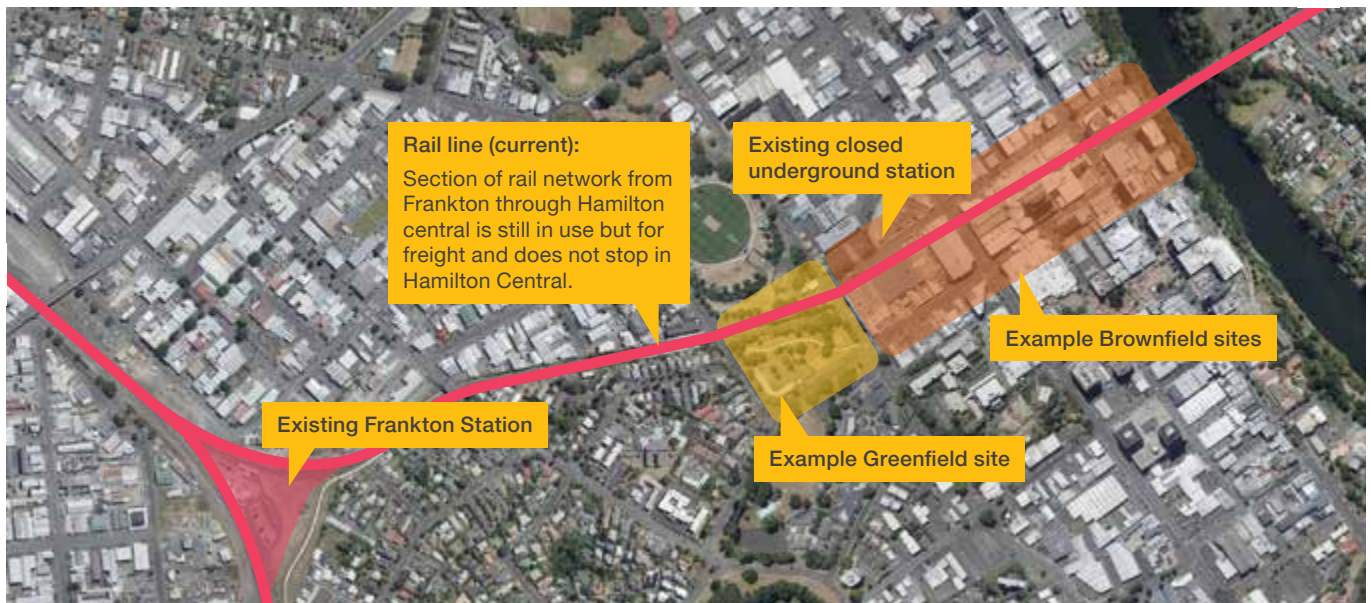 Rail line (current):
Section of rail network from
Frankton through Hamilton
central is still in use but for
freight and does not stop in
Hamilton Central.
Existing closed
underground station
Example Brownfield sites
Existing Frankton Station
Example Greenfield site